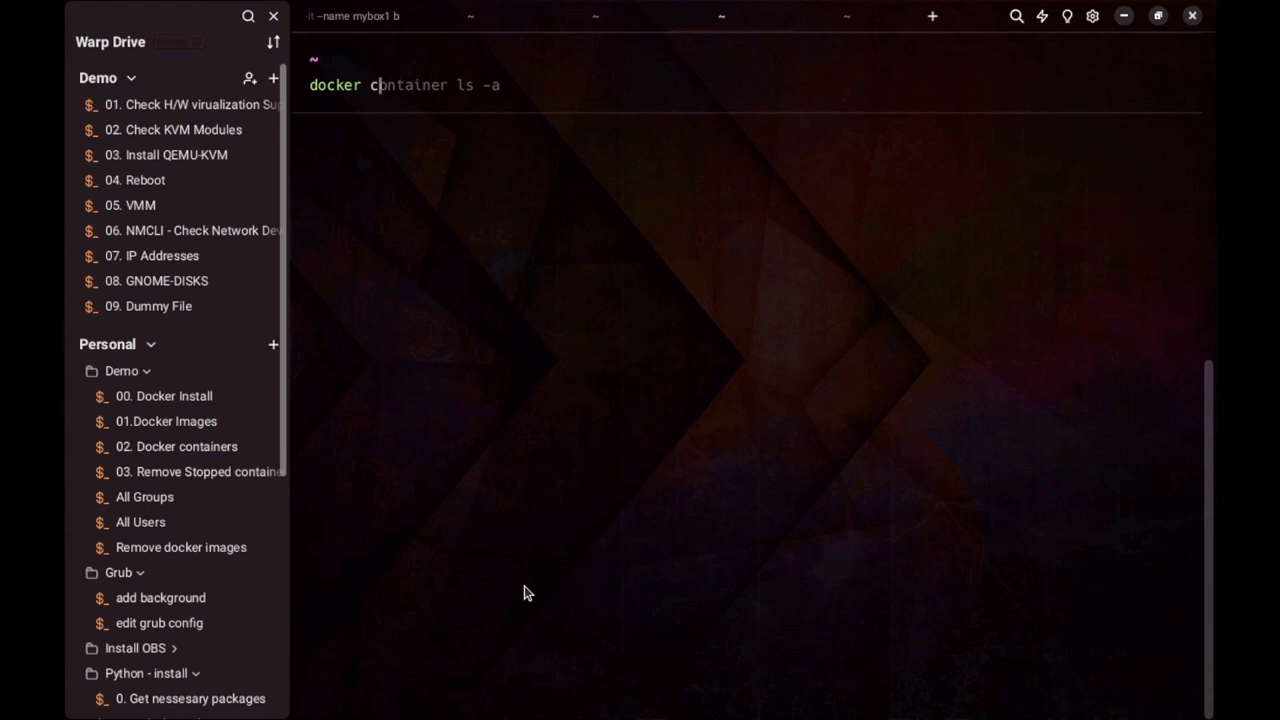 -it --name mybox1 b
~
~
~
~
Warp Drive
Demo
01. Check H/W virualization Su
02. Check KVM Modules
03. Install QEMU-KVM
04. Reboot
05. VMM
06. NMCLI - Check Network De
07. IP Addresses
08. GNOME-DISKS
09. Dummy File
Personal
Demo
00. Docker Install
01.Docker Images
02. Docker containers
03. Remove Stopped containe
All Groups
All Users
Remove docker images
Grub
add background
edit grub config
Install OBS
Python - install
0. Get nessesary packages
~
docker container ls -a